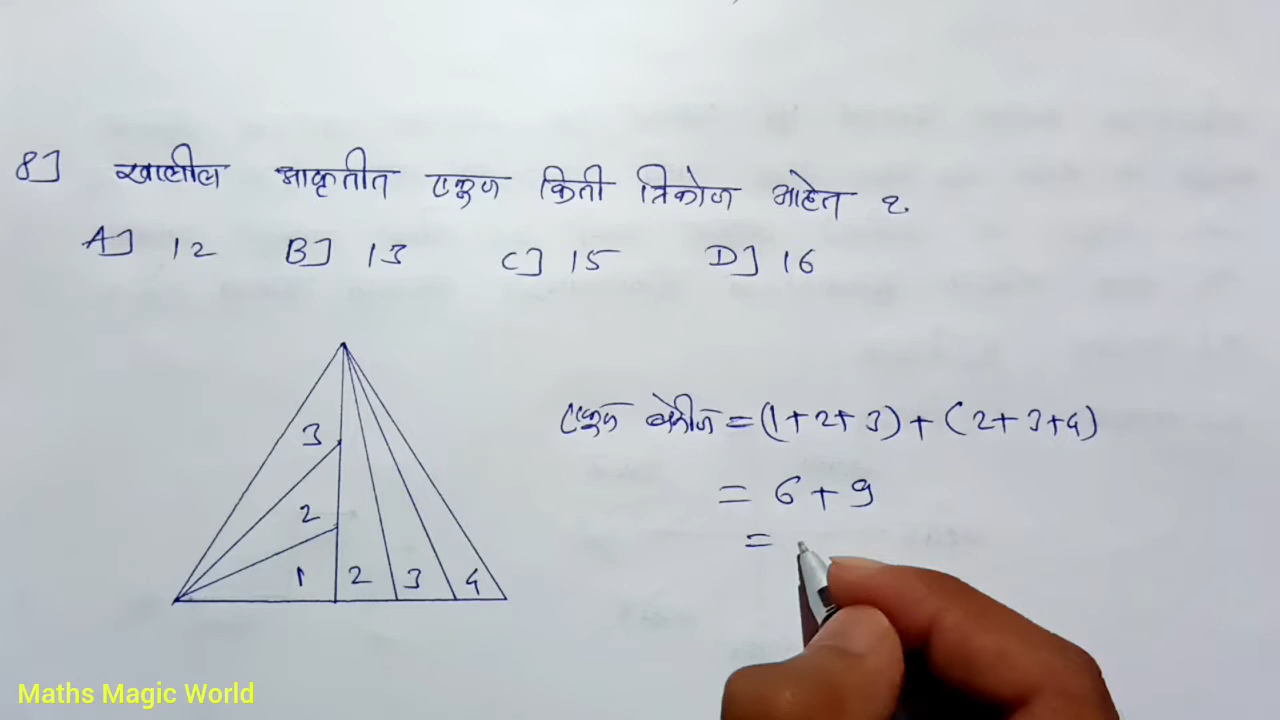 8] खालील आकृतीत एकूण किती त्रिकोण आहेत ?
A] 12 B] 13 C] 15 D] 16
3
2
1 2 3 4
एकूण बेरीज = (1+2+3) + (2+3+4)
= 6 + 9
=
Maths Magic World